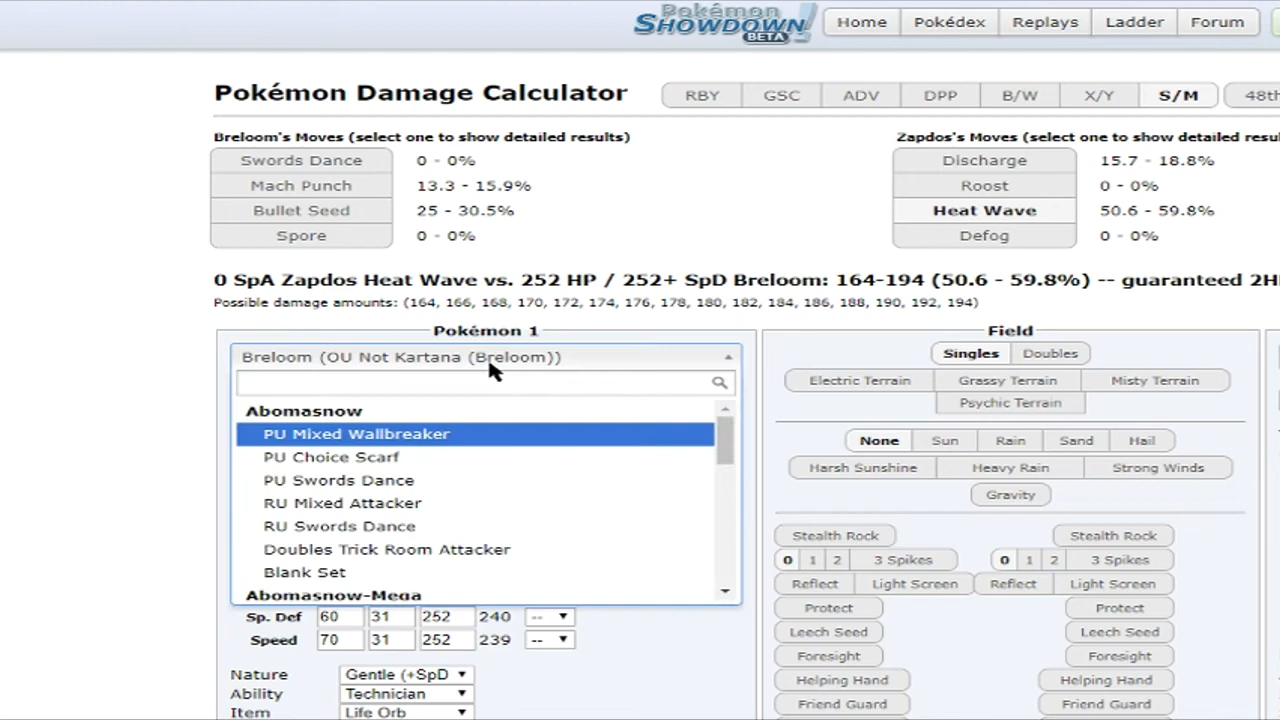 Pokémon
SHOWDOWN!
BETA
Home Pokédex Replays Ladder Forum
Pokémon Damage Calculator
RBY GSC ADV DPP B/W X/Y S/M 48th
Breloom's Moves (select one to show detailed results)
Swords Dance 0 - 0%
Mach Punch 13.3 - 15.9%
Bullet Seed 25 - 30.5%
Spore 0 - 0%
Zapdos's Moves (select one to show detailed resu
Discharge 15.7 - 18.8%
Roost 0 - 0%
Heat Wave 50.6 - 59.8%
Defog 0 - 0%
0 SpA Zapdos Heat Wave vs. 252 HP / 252+ SpD Breloom: 164-194 (50.6 - 59.8%) -- guaranteed 2H
Possible damage amounts: (164, 166, 168, 170, 172, 174, 176, 178, 180, 182, 184, 186, 188, 190, 192, 194)
Pokémon 1
Breloom (OU Not Kartana (Breloom))
Abomasnow
PU Mixed Wallbreaker
PU Choice Scarf
PU Swords Dance
RU Mixed Attacker
RU Swords Dance
Doubles Trick Room Attacker
Blank Set
Abomasnow-Mega
Sp. Def 60 31 252 240 --
Speed 70 31 252 239 --
Nature Gentle (+SpD
Ability Technician
Item Life Orb
Field
Singles Doubles
Electric Terrain Grassy Terrain Misty Terrain
Psychic Terrain
None Sun Rain Sand Hail
Harsh Sunshine Heavy Rain Strong Winds
Gravity
Stealth Rock Stealth Rock
0 1 2 3 Spikes 0 1 2 3 Spikes
Reflect Light Screen Reflect Light Screen
Protect Protect
Leech Seed Leech Seed
Foresight Foresight
Helping Hand Helping Hand
Friend Guard Friend Guard